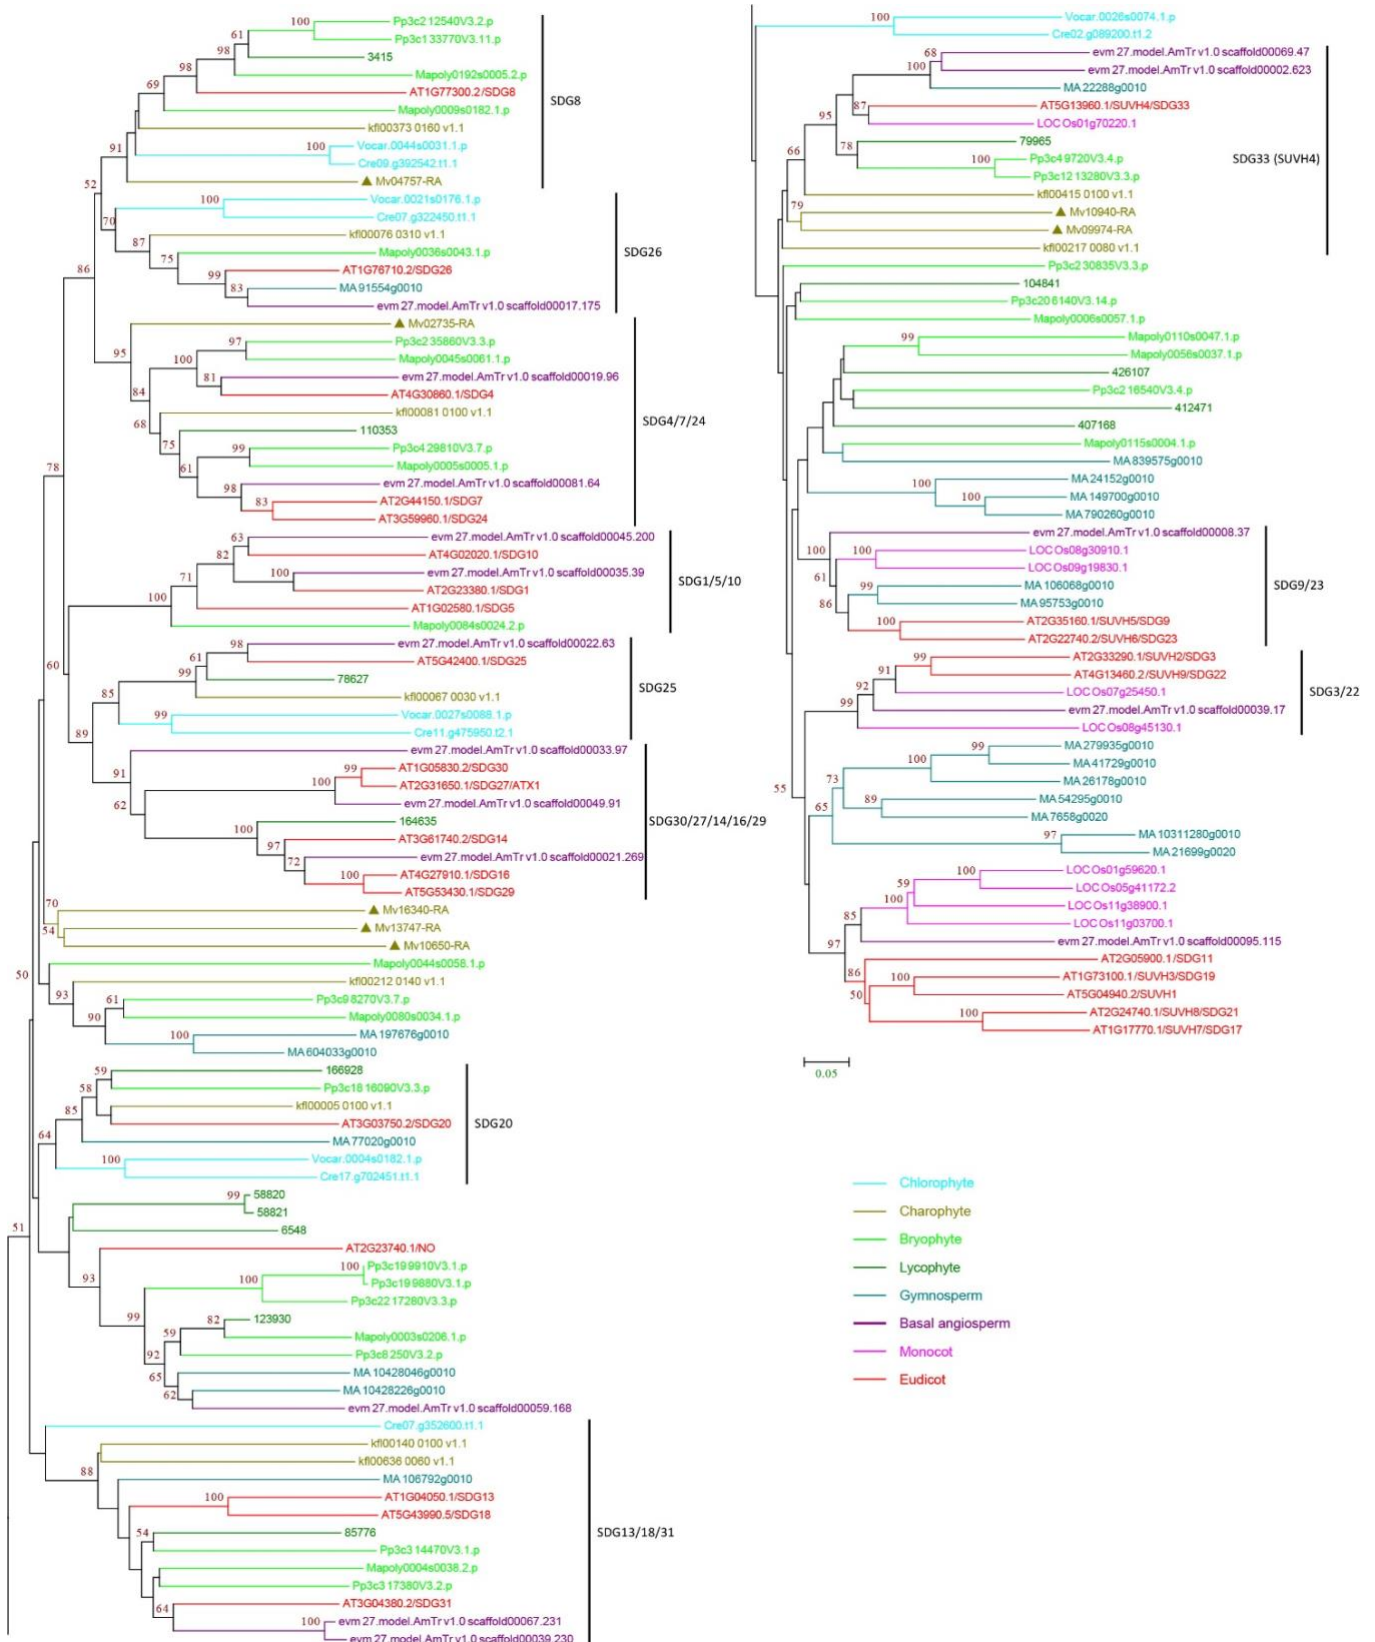 Pp3c2 12540V3.2.p
Pp3c1 33770V3.11.p
3415
Mapoly0192s0005.2.p
AT1G77300.2/SDG8
Mapoly0009s0182.1.p
kfl00373 0160 v1.1
Vocar.0044s0031.1.p
Cre09.g392542.t1.1
Mv04757-RA
SDG8
Vocar.0021s0176.1.p
Cre07.g322450.t1.1
kfl00076 0310 v1.1
Mapoly0036s0043.1.p
AT1G76710.2/SDG26
MA 91554g0010
evm 27.model.AmTr v1.0 scaffold00017.175
SDG26
Mv02735-RA
Pp3c2 35860V3.3.p
Mapoly0045s0061.1.p
evm 27.model.AmTr v1.0 scaffold00019.96
AT4G30860.1/SDG4
kfl00081 0100 v1.1
110353
Pp3c4 29810V3.7.p
Mapoly0005s0005.1.p
evm 27.model.AmTr v1.0 scaffold00081.64
AT2G44150.1/SDG7
AT3G59960.1/SDG24
SDG4/7/24
evm 27.model.AmTr v1.0 scaffold00045.200
AT4G02020.1/SDG10
evm 27.model.AmTr v1.0 scaffold00035.39
AT2G23380.1/SDG1
AT1G02580.1/SDG5
Mapoly0084s0024.2.p
SDG1/5/10
evm 27.model.AmTr v1.0 scaffold00022.63
AT5G42400.1/SDG25
78627
kfl00067 0030 v1.1
Vocar.0027s0088.1.p
Cre11.g475950.t2.1
SDG25
evm 27.model.AmTr v1.0 scaffold00033.97
AT1G05830.2/SDG30
AT2G31650.1/SDG27/ATX1
evm 27.model.AmTr v1.0 scaffold00049.91
164635
AT3G61740.2/SDG14
evm 27.model.AmTr v1.0 scaffold00021.269
AT4G27910.1/SDG16
AT5G53430.1/SDG29
SDG30/27/14/16/29
Mv16340-RA
Mv13747-RA
Mv10650-RA
Mapoly0044s0058.1.p
kfl00212 0140 v1.1
Pp3c9 8270V3.7.p
Mapoly0080s0034.1.p
MA 197676g0010
MA 604033g0010
166928
Pp3c18 16090V3.3.p
kfl00005 0100 v1.1
AT3G03750.2/SDG20
MA 77020g0010
Vocar.0004s0182.1.p
Cre17.g702451.t1.1
SDG20
58820
58821
6548
AT2G23740.1/NO
Pp3c19 9910V3.1.p
Pp3c19 9880V3.1.p
Pp3c22 17280V3.3.p
123930
Mapoly0003s0206.1.p
Pp3c8 250V3.2.p
MA 10428046g0010
MA 10428226g0010
evm 27.model.AmTr v1.0 scaffold00059.168
Cre07.g352600.t1.1
kfl00140 0100 v1.1
kfl00636 0060 v1.1
MA 106792g0010
AT1G04050.1/SDG13
AT5G43990.5/SDG18
85776
Pp3c3 14470V3.1.p
Mapoly0004s0038.2.p
Pp3c3 17380V3.2.p
AT3G04380.2/SDG31
evm 27.model.AmTr v1.0 scaffold00067.231
evm 27.model.AmTr v1.0 scaffold00039.230
SDG13/18/31
100
61
98
98
69
100
91
52
100
70
87
75
99
83
86
97
95
100
81
84
68
75
99
61
98
83
78
63
82
100
71
100
98
61
99
85
99
60
89
99
91
100
62
100
97
72
100
70
54
50
93
61
90
100
59
58
85
64
100
99
51
100
100
93
99
82
59
92
65
62
88
100
54
64
100
Vocar.0026s0074.1.p
Cre02.g089200.t1.2
evm 27.model.AmTr v1.0 scaffold00069.47
evm 27.model.AmTr v1.0 scaffold00002.623
MA 22288g0010
AT5G13960.1/SUVH4/SDG33
LOC Os01g70220.1
79965
Pp3c4 9720V3.4.p
Pp3c12 13280V3.3.p
kfl00415 0100 v1.1
Mv10940-RA
Mv09974-RA
kfl00217 0080 v1.1
SDG33 (SUVH4)
Pp3c2 30835V3.3.p
104841
Pp3c20 6140V3.14.p
Mapoly0006s0057.1.p
Mapoly0110s0047.1.p
Mapoly0056s0037.1.p
426107
Pp3c2 16540V3.4.p
412471
407168
Mapoly0115s0004.1.p
MA 839575g0010
MA 24152g0010
MA 149700g0010
MA 790260g0010
evm 27.model.AmTr v1.0 scaffold00008.37
LOC Os08g30910.1
LOC Os09g19830.1
MA 106068g0010
MA 95753g0010
AT2G35160.1/SUVH5/SDG9
AT2G22740.2/SUVH6/SDG23
SDG9/23
AT2G33290.1/SUVH2/SDG3
AT4G13460.2/SUVH9/SDG22
LOC Os07g25450.1
evm 27.model.AmTr v1.0 scaffold00039.17
LOC Os08g45130.1
SDG3/22
MA 279935g0010
MA 41729g0010
MA 26178g0010
MA 54295g0010
MA 7658g0020
MA 10311280g0010
MA 21699g0020
LOC Os01g59620.1
LOC Os05g41172.2
LOC Os11g38900.1
LOC Os11g03700.1
evm 27.model.AmTr v1.0 scaffold00095.115
AT2G05900.1/SDG11
AT1G73100.1/SUVH3/SDG19
AT5G04940.2/SUVH1
AT2G24740.1/SUVH8/SDG21
AT1G17770.1/SUVH7/SDG17
100
68
100
87
95
78
100
66
79
99
100
100
100
100
61
99
86
100
99
91
92
99
99
100
73
89
65
97
55
100
59
100
85
97
86
100
50
100
0.05
Chlorophyte
Charophyte
Bryophyte
Lycophyte
Gymnosperm
Basal angiosperm
Monocot
Eudicot